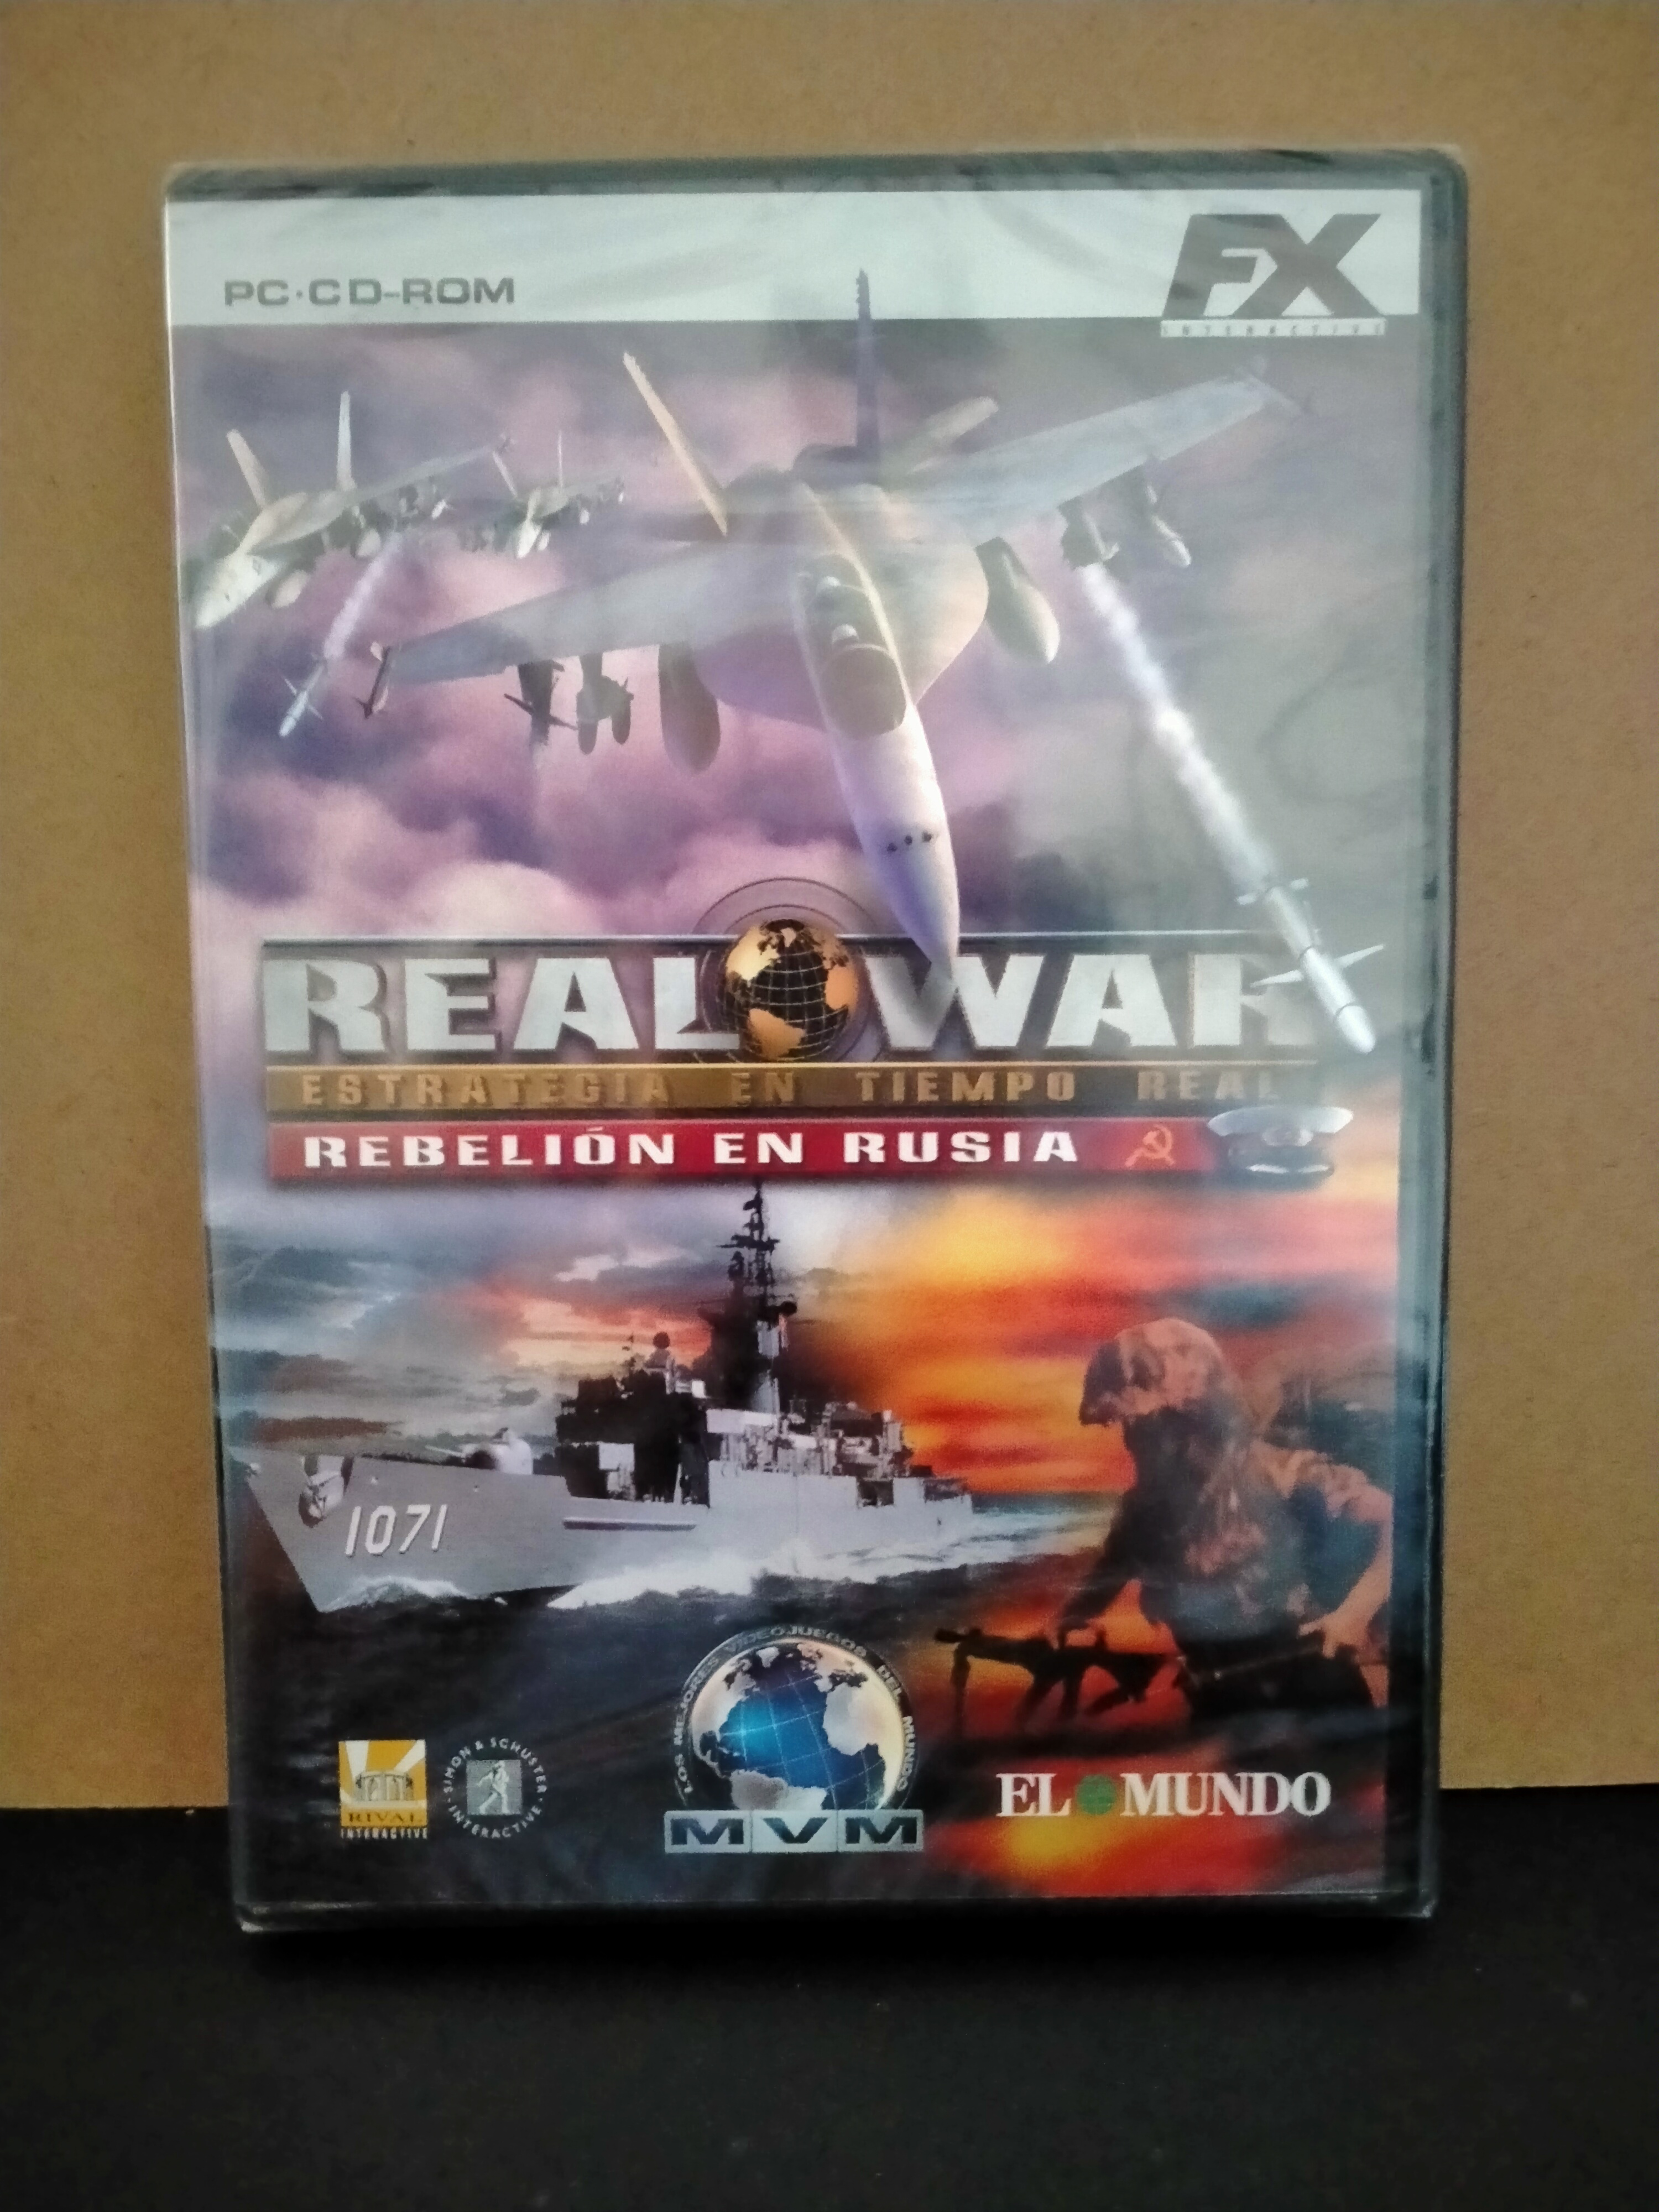 PC·CD-ROM
FX
INTERACTIVE
REAL WAR
ESTRATEGIA EN TIEMPO REAL
REBELIÓN EN RUSIA
1071
LOS MEJORES VIDEOJUEGOS DEL MUNDO
MVM
RIVAL
INTERACTIVE
SIMON & SCHUSTER
· INTERACTIVE ·
EL MUNDO